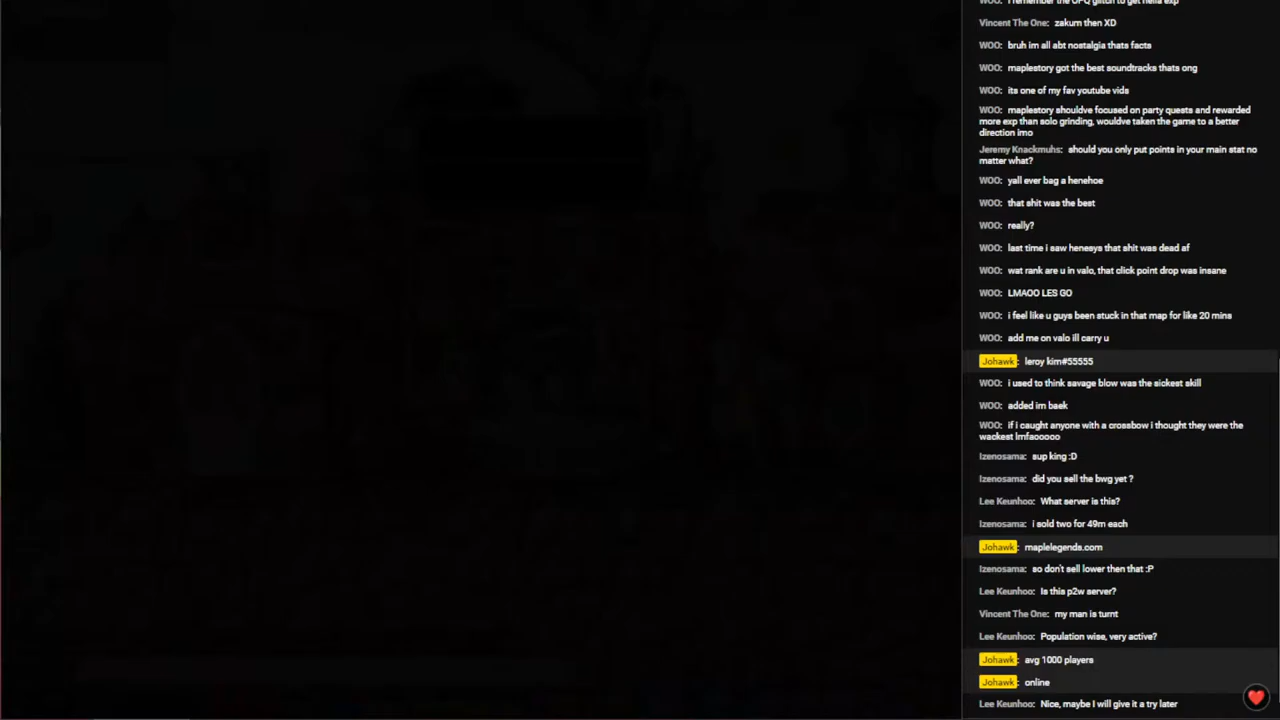 WOO: i remember the OPQ glitch to get hella exp
Vincent The One: zakum then XD
WOO: bruh im all abt nostalgia thats facts
WOO: maplestory got the best soundtracks thats ong
WOO: its one of my fav youtube vids
WOO: maplestory shouldve focused on party quests and rewarded
more exp than solo grinding, wouldve taken the game to a better
direction imo
Jeremy Knackmuhs: should you only put points in your main stat no
matter what?
WOO: yall ever bag a henehoe
WOO: that shit was the best
WOO: really?
WOO: last time i saw henesys that shit was dead af
WOO: wat rank are u in valo, that click point drop was insane
WOO: LMAOO LES GO
WOO: i feel like u guys been stuck in that map for like 20 mins
WOO: add me on valo ill carry u
Johawk: leroy kim#55555
WOO: i used to think savage blow was the sickest skill
WOO: added im baek
WOO: if i caught anyone with a crossbow i thought they were the
wackest lmfaooooo
Izenosama: sup king :D
Izenosama: did you sell the bwg yet ?
Lee Keunhoo: What server is this?
Izenosama: i sold two for 49m each
Johawk: maplelegends.com
Izenosama: so don't sell lower then that :P
Lee Keunhoo: Is this p2w server?
Vincent The One: my man is turnt
Lee Keunhoo: Population wise, very active?
Johawk: avg 1000 players
Johawk: online
Lee Keunhoo: Nice, maybe I will give it a try later